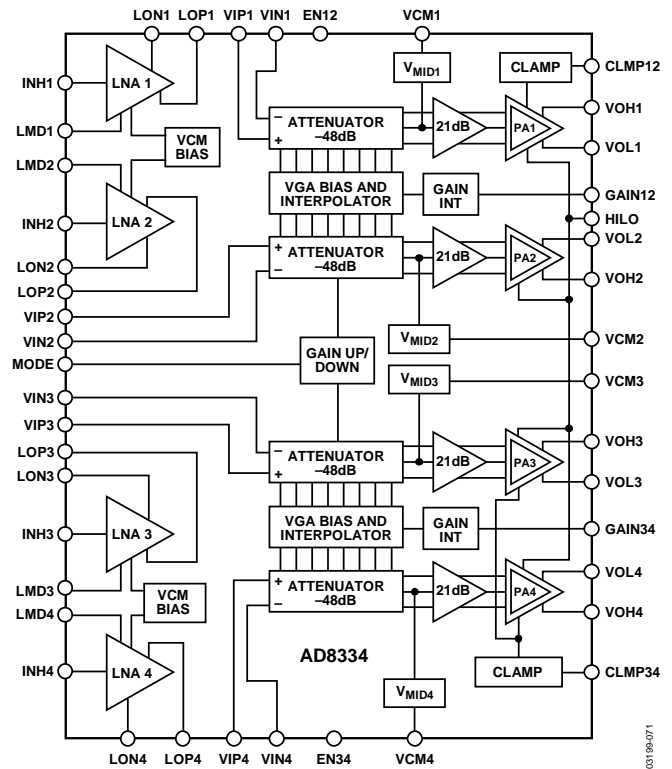 LON1 LOP1 VIP1 VIN1 EN12 VCM1
INH1
LMD1
LMD2
INH2
LON2
LOP2
VIP2
VIN2
MODE
VIN3
VIP3
LOP3
LON3
INH3
LMD3
LMD4
INH4
LNA 1
VCM
BIAS
LNA 2
LNA 3
VCM
BIAS
LNA 4
VMID1
CLAMP
–
+
ATTENUATOR
–48dB
21dB
PA1
VGA BIAS AND
INTERPOLATOR
GAIN
INT
+
–
ATTENUATOR
–48dB
21dB
PA2
VMID2
GAIN UP/
DOWN
VMID3
–
+
ATTENUATOR
–48dB
21dB
PA3
VGA BIAS AND
INTERPOLATOR
GAIN
INT
+
–
ATTENUATOR
–48dB
21dB
PA4
AD8334
CLAMP
VMID4
CLMP12
VOH1
VOL1
GAIN12
HILO
VOL2
VOH2
VCM2
VCM3
VOH3
VOL3
GAIN34
VOL4
VOH4
CLMP34
LON4 LOP4 VIP4 VIN4 EN34 VCM4
03199-071